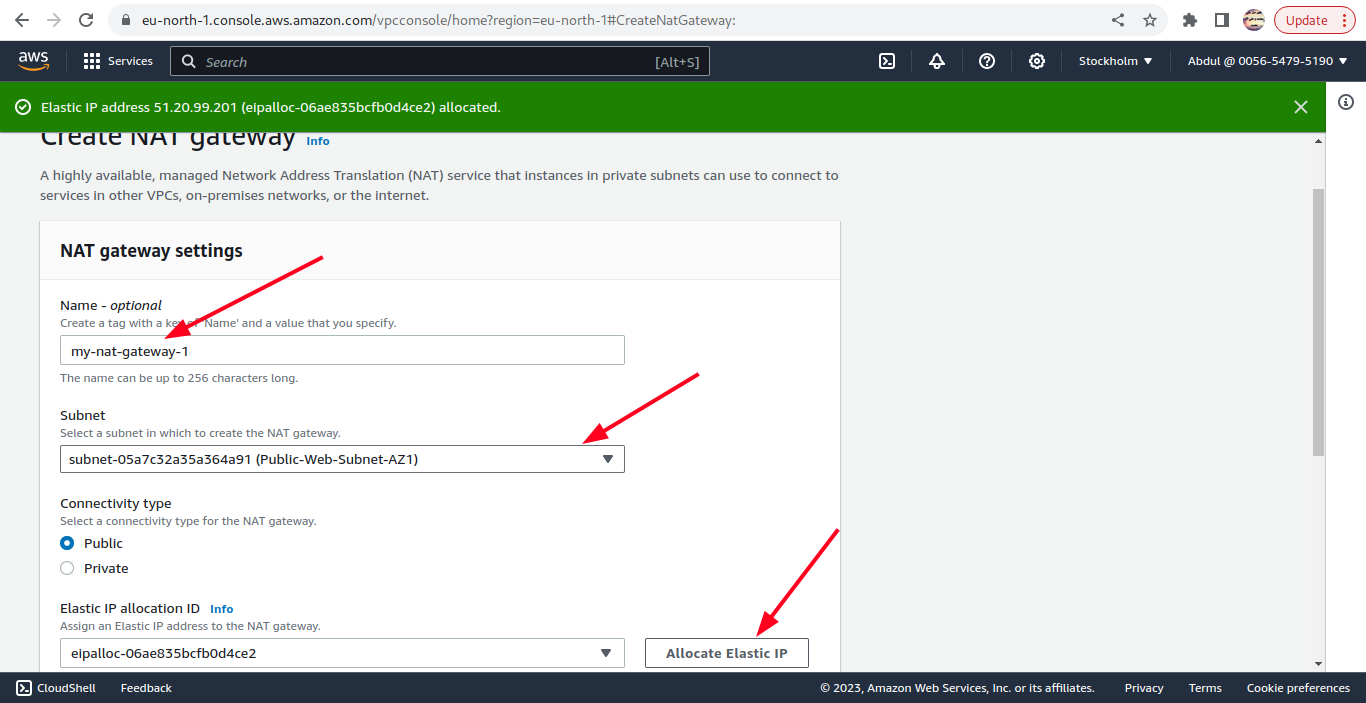 eu-north-1.console.aws.amazon.com/vpcconsole/home?region=eu-north-1#CreateNatGateway:
Update
aws
Services
Search
[Alt+S]
Stockholm
Abdul @ 0056-5479-5190
Elastic IP address 51.20.99.201 (eipalloc-06ae835bcfb0d4ce2) allocated.
Create NAT gateway Info
A highly available, managed Network Address Translation (NAT) service that instances in private subnets can use to connect to
services in other VPCs, on-premises networks, or the internet.
NAT gateway settings
Name - optional
Create a tag with a key of 'Name' and a value that you specify.
my-nat-gateway-1
The name can be up to 256 characters long.
Subnet
Select a subnet in which to create the NAT gateway.
subnet-05a7c32a35a364a91 (Public-Web-Subnet-AZ1)
Connectivity type
Select a connectivity type for the NAT gateway.
Public
Private
Elastic IP allocation ID Info
Assign an Elastic IP address to the NAT gateway.
eipalloc-06ae835bcfb0d4ce2
Allocate Elastic IP
CloudShell
Feedback
© 2023, Amazon Web Services, Inc. or its affiliates.
Privacy
Terms
Cookie preferences